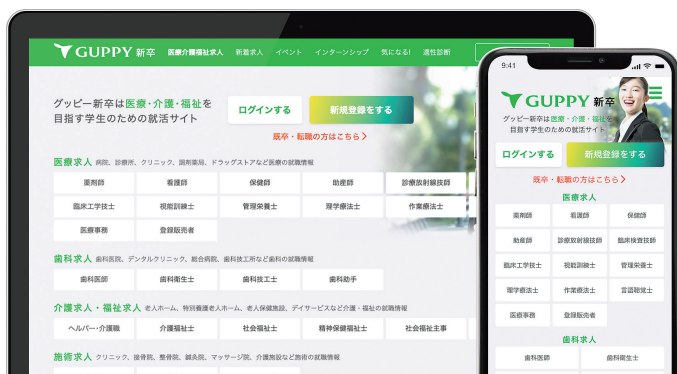 GUPPY 新卒 医療介護福祉求人 新着求人 イベント インターンシップ 気になる! 適性診断
グッピー新卒は医療・介護・福祉を
目指す学生のための就活サイト
ログインする 新規登録をする
既卒・転職の方はこちら
医療求人 病院、診療所、クリニック、調剤薬局、ドラッグストアなど医療の就職情報
薬剤師 看護師 保健師 助産師 診療放射線技師
臨床工学技士 視能訓練士 管理栄養士 理学療法士 作業療法士
医療事務 登録販売者
歯科求人 歯科医院、デンタルクリニック、総合病院、歯科技工所など歯科の就職情報
歯科医師 歯科衛生士 歯科技工士 歯科助手
介護求人・福祉求人 老人ホーム、特別養護老人ホーム、老人保健施設、デイサービスなど介護・福祉の就職情報
ヘルパー・介護職 介護福祉士 社会福祉士 精神保健福祉士 社会福祉主事
施術求人 クリニック、接骨院、整骨院、鍼灸院、マッサージ院、介護施設など施術の就職情報
9:41
GUPPY 新卒
グッピー新卒は医療・介護・福祉を
目指す学生のための就活サイト
ログインする 新規登録をする
既卒・転職の方はこちら
医療求人
薬剤師 看護師 保健師
助産師 診療放射線技師 臨床検査技師
臨床工学技士 視能訓練士 管理栄養士
理学療法士 作業療法士 言語聴覚士
医療事務 登録販売者
歯科求人
歯科医師 歯科衛生士